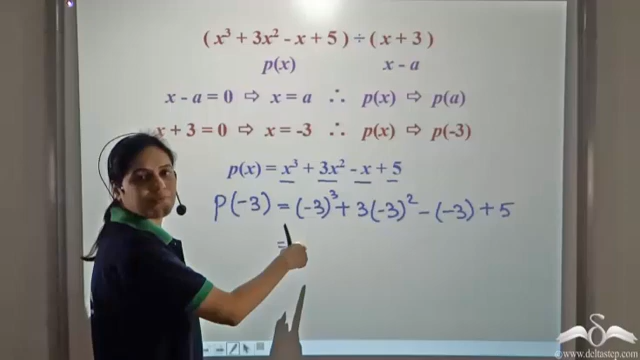 ( x³ + 3x² - x + 5 ) ÷ ( x + 3 )
p(x) x - a
x - a = 0 ⇨ x = a ∴ p(x) ⇨ p(a)
x + 3 = 0 ⇨ x = -3 ∴ p(x) ⇨ p(-3)
p(x) = x³ + 3x² - x + 5
p(-3) = (-3)³ + 3(-3)² - (-3) + 5
=
© www.deltastep.com